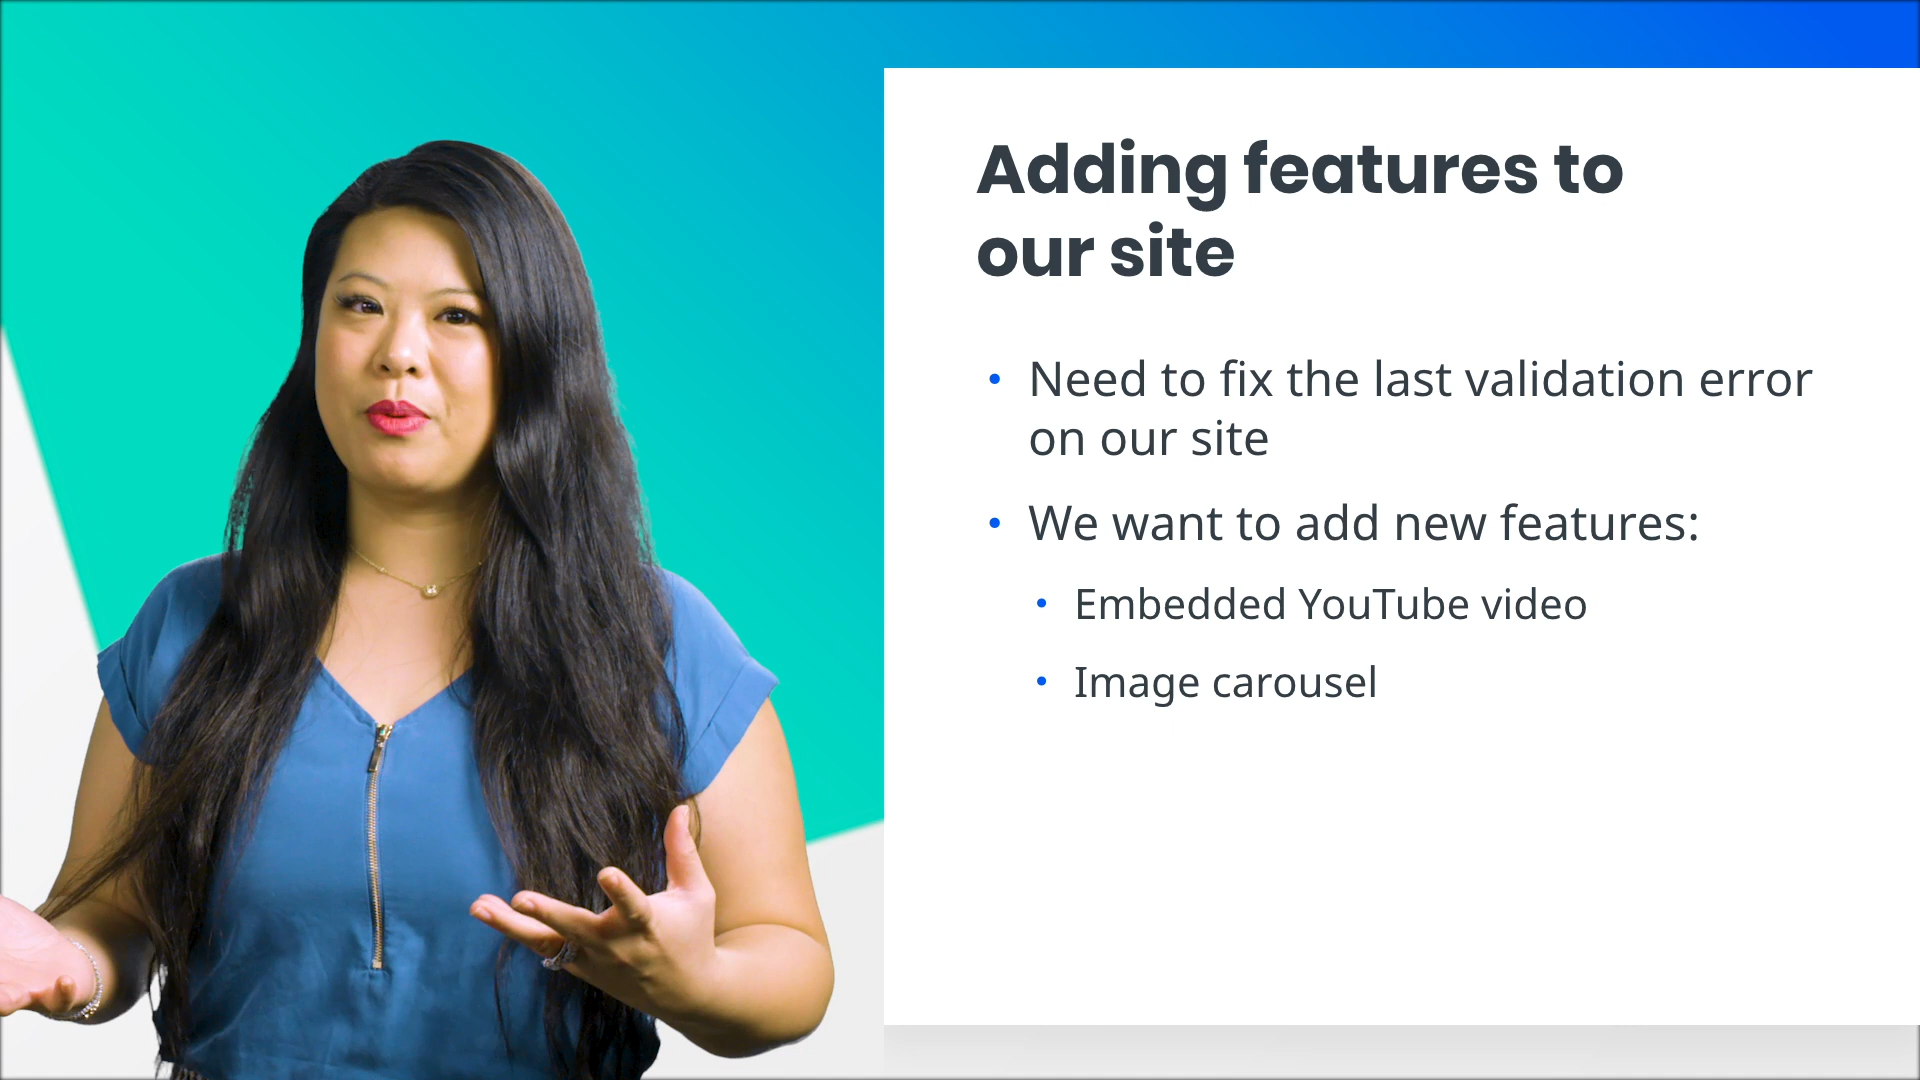 Adding features to
our site
• Need to fix the last validation error
on our site
• We want to add new features:
• Embedded YouTube video
• Image carousel